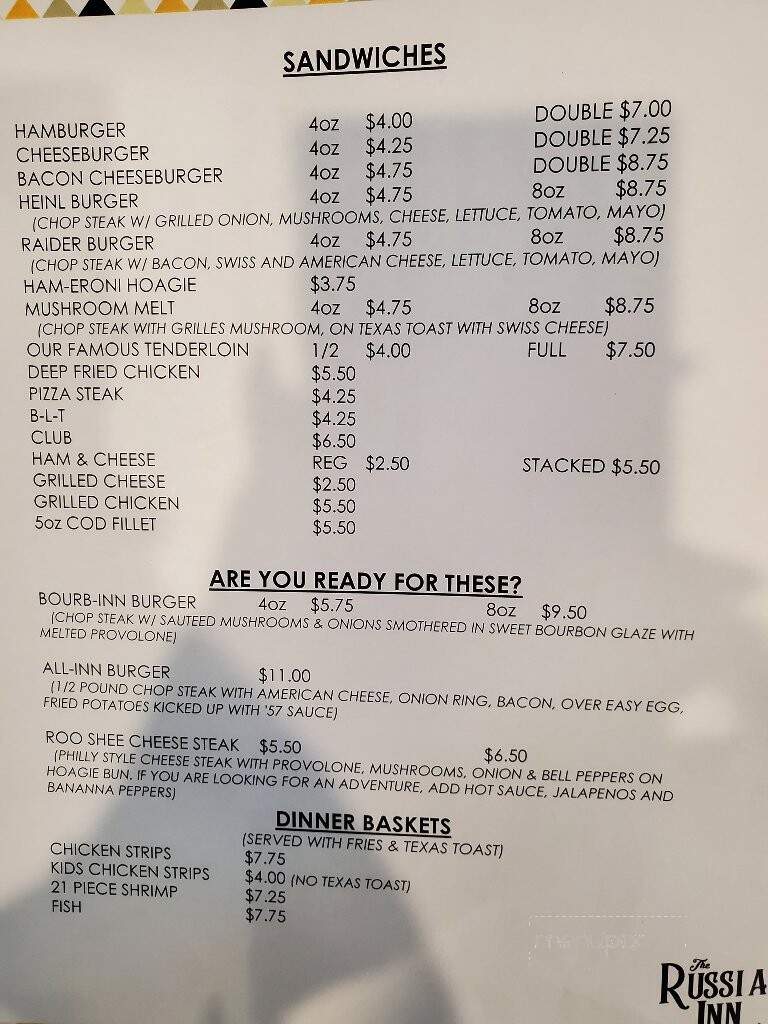 SANDWICHES
HAMBURGER 4oz $4.00 DOUBLE $7.00
CHEESEBURGER 4oz $4.25 DOUBLE $7.25
BACON CHEESEBURGER 4oz $4.75 DOUBLE $8.75
HEINL BURGER 4oz $4.75 8oz $8.75
(CHOP STEAK W/ GRILLED ONION, MUSHROOMS, CHEESE, LETTUCE, TOMATO, MAYO)
RAIDER BURGER 4oz $4.75 8oz $8.75
(CHOP STEAK W/ BACON, SWISS AND AMERICAN CHEESE, LETTUCE, TOMATO, MAYO)
HAM-ERONI HOAGIE $3.75
MUSHROOM MELT 4oz $4.75 8oz $8.75
(CHOP STEAK WITH GRILLES MUSHROOM, ON TEXAS TOAST WITH SWISS CHEESE)
OUR FAMOUS TENDERLOIN 1/2 $4.00 FULL $7.50
DEEP FRIED CHICKEN $5.50
PIZZA STEAK $4.25
B-L-T $4.25
CLUB $6.50
HAM & CHEESE REG $2.50 STACKED $5.50
GRILLED CHEESE $2.50
GRILLED CHICKEN $5.50
5oz COD FILLET $5.50
ARE YOU READY FOR THESE?
BOURB-INN BURGER 4oz $5.75 8oz $9.50
(CHOP STEAK W/ SAUTEED MUSHROOMS & ONIONS SMOTHERED IN SWEET BOURBON GLAZE WITH
MELTED PROVOLONE)
ALL-INN BURGER $11.00
(1/2 POUND CHOP STEAK WITH AMERICAN CHEESE, ONION RING, BACON, OVER EASY EGG,
FRIED POTATOES KICKED UP WITH '57 SAUCE)
ROO SHEE CHEESE STEAK $5.50 $6.50
(PHILLY STYLE CHEESE STEAK WITH PROVOLONE, MUSHROOMS, ONION & BELL PEPPERS ON
HOAGIE BUN. IF YOU ARE LOOKING FOR AN ADVENTURE, ADD HOT SAUCE, JALAPENOS AND
BANANNA PEPPERS)
DINNER BASKETS
(SERVED WITH FRIES & TEXAS TOAST)
CHICKEN STRIPS $7.75
KIDS CHICKEN STRIPS $4.00 (NO TEXAS TOAST)
21 PIECE SHRIMP $7.25
FISH $7.75
menupix
The
RUSSIA
INN